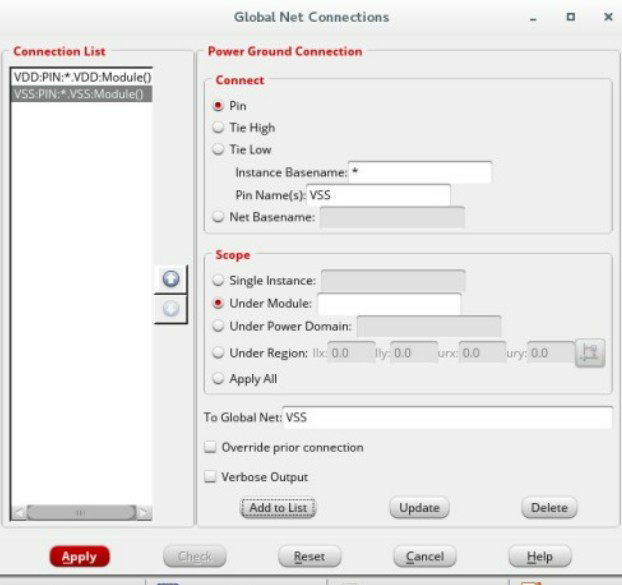 Global Net Connections
Connection List
VDD:PIN:*.VDD:Module()
VSS:PIN:*.VSS:Module()
Power Ground Connection
Connect
Pin
Tie High
Tie Low
Instance Basename: *
Pin Name(s): VSS
Net Basename:
Scope
Single Instance:
Under Module:
Under Power Domain:
Under Region: llx: 0.0 lly: 0.0 urx: 0.0 ury: 0.0
Apply All
To Global Net: VSS
Override prior connection
Verbose Output
Add to List Update Delete
Apply Check Reset Cancel Help